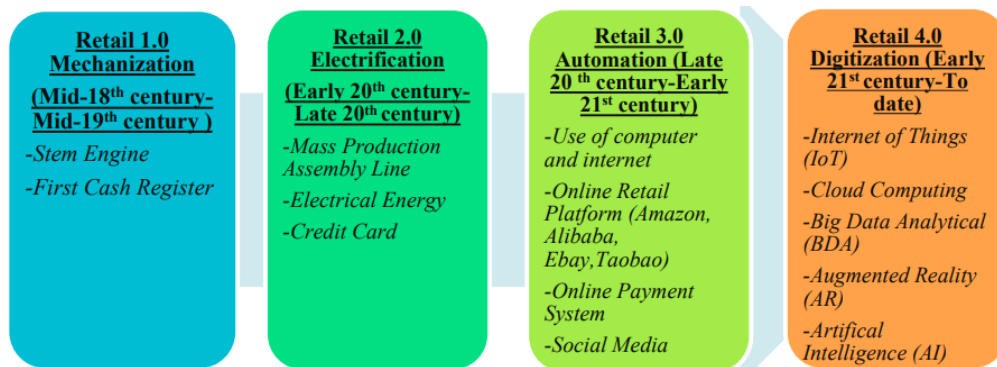 Retail 1.0
Mechanization
(Mid-18th century-
Mid-19th century )
-Stem Engine
-First Cash Register
Retail 2.0
Electrification
(Early 20th century-
Late 20th century)
-Mass Production
Assembly Line
-Electrical Energy
-Credit Card
Retail 3.0
Automation (Late
20 th century-Early
21st century)
-Use of computer
and internet
-Online Retail
Platform (Amazon,
Alibaba,
Ebay,Taobao)
-Online Payment
System
-Social Media
Retail 4.0
Digitization (Early
21st century-To
date)
-Internet of Things
(IoT)
-Cloud Computing
-Big Data Analytical
(BDA)
-Augmented Reality
(AR)
-Artifical
Intelligence (AI)